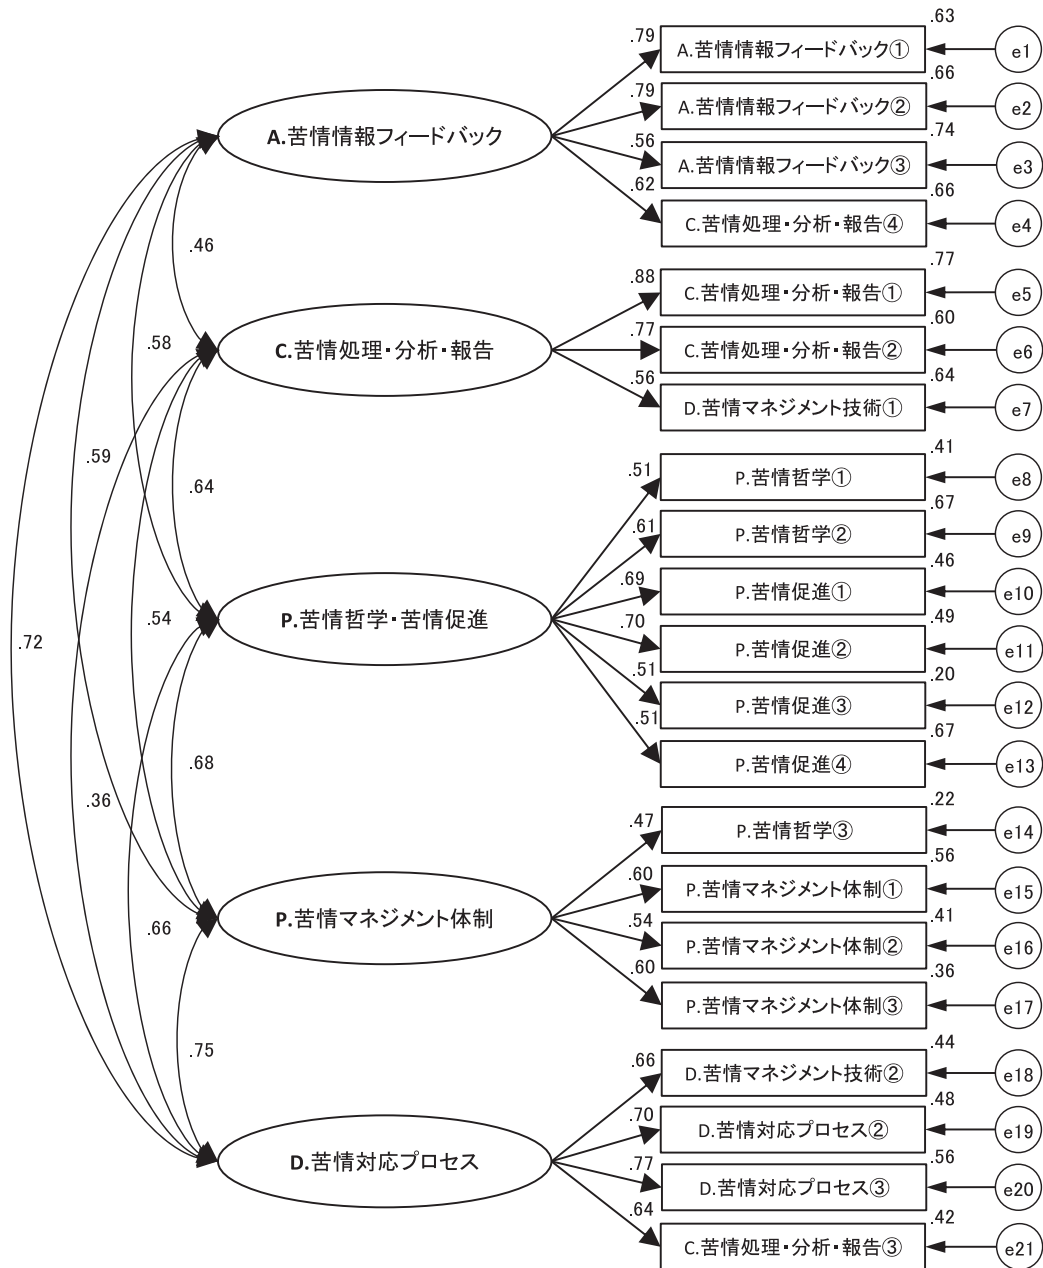 .63
.79
A.苦情情報フィードバック①
e1
.66
.79
A.苦情情報フィードバック②
e2
A.苦情情報フィードバック
.74
.56
A.苦情情報フィードバック③
e3
.62
.66
C.苦情処理・分析・報告④
e4
.46
.77
.88
C.苦情処理・分析・報告①
e5
.60
.58
C.苦情処理・分析・報告
.77
C.苦情処理・分析・報告②
e6
.64
.56
D.苦情マネジメント技術①
e7
.59
.64
.41
.51
P.苦情哲学①
e8
.67
.61
P.苦情哲学②
e9
.46
.69
P.苦情促進①
e10
.72
.54
P.苦情哲学・苦情促進
.49
.70
P.苦情促進②
e11
.20
.51
P.苦情促進③
e12
.67
.51
P.苦情促進④
e13
.68
.36
.22
.47
P.苦情哲学③
e14
.56
.60
P.苦情マネジメント体制①
e15
.66
P.苦情マネジメント体制
.41
.54
P.苦情マネジメント体制②
e16
.36
.60
P.苦情マネジメント体制③
e17
.75
.44
.66
D.苦情マネジメント技術②
e18
.48
.70
D.苦情対応プロセス②
e19
D.苦情対応プロセス
.56
.77
D.苦情対応プロセス③
e20
.64
.42
C.苦情処理・分析・報告③
e21